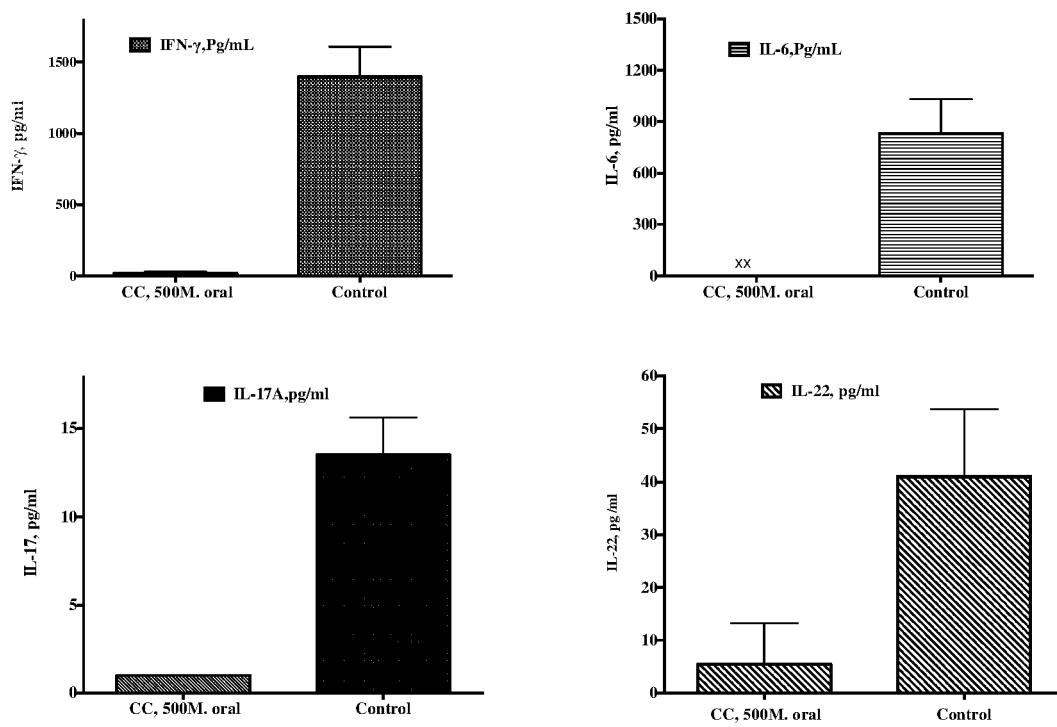 IFN-γ,Pg/mL
IFN-γ, pg/ml
1500
1000
500
0
CC, 500M. oral
Control
IL-6,Pg/mL
IL-6, pg/ml
1500
1200
900
600
300
0
XX
CC, 500M. oral
Control
IL-17A,pg/ml
IL-17, pg/ml
15
10
5
0
CC, 500M. oral
Control
IL-22, pg/ml
IL-22, pg/ml
60
50
40
30
20
10
0
CC, 500M. oral
Control